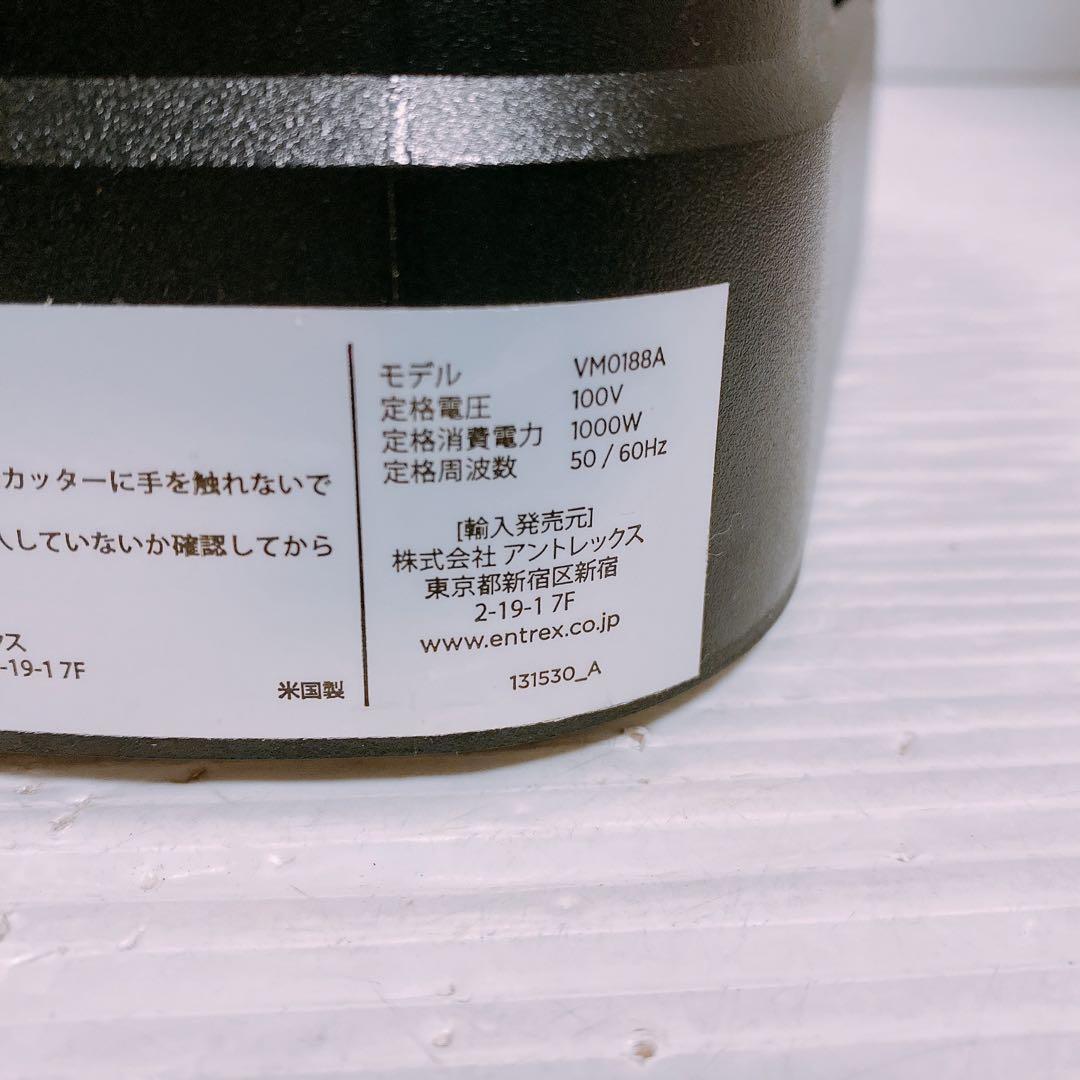 カッターに手を触れないで
入していないか確認してから
クス
-19-1 7F
米国製
モデル VM0188A
定格電圧 100V
定格消費電力 1000W
定格周波数 50 / 60Hz
[輸入発売元]
株式会社 アントレックス
東京都新宿区新宿
2-19-1 7F
www.entrex.co.jp
131530_A